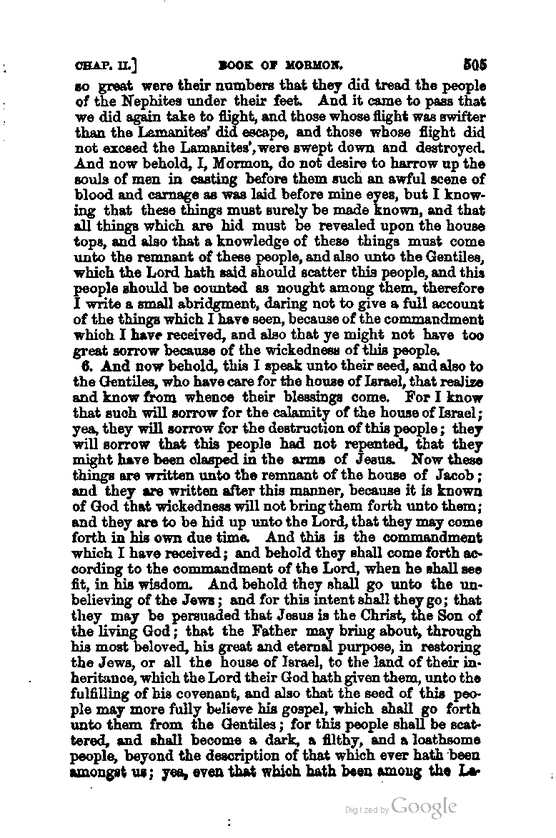 CHAP. II.] BOOK OF MORMON. 505
so great were their numbers that they did tread the people
of the Nephites under their feet. And it came to pass that
we did again take to flight, and those whose flight was swifter
than the Lamanites' did escape, and those whose flight did
not exceed the Lamanites', were swept down and destroyed.
And now behold, I, Mormon, do not desire to harrow up the
souls of men in casting before them such an awful scene of
blood and carnage as was laid before mine eyes, but I know-
ing that these things must surely be made known, and that
all things which are hid must be revealed upon the house
tops, and also that a knowledge of these things must come
unto the remnant of these people, and also unto the Gentiles,
which the Lord hath said should scatter this people, and this
people should be counted as nought among them, therefore
I write a small abridgment, daring not to give a full account
of the things which I have seen, because of the commandment
which I have received, and also that ye might not have too
great sorrow because of the wickedness of this people.
6. And now behold, this I speak unto their seed, and also to
the Gentiles, who have care for the house of Israel, that realize
and know from whence their blessings come. For I know
that such will sorrow for the calamity of the house of Israel;
yea, they will sorrow for the destruction of this people; they
will sorrow that this people had not repented, that they
might have been clasped in the arms of Jesus. Now these
things are written unto the remnant of the house of Jacob;
and they are written after this manner, because it is known
of God that wickedness will not bring them forth unto them;
and they are to be hid up unto the Lord, that they may come
forth in his own due time. And this is the commandment
which I have received; and behold they shall come forth ac-
cording to the commandment of the Lord, when he shall see
fit, in his wisdom. And behold they shall go unto the un-
believing of the Jews; and for this intent shall they go; that
they may be persuaded that Jesus is the Christ, the Son of
the living God; that the Father may bring about, through
his most beloved, his great and eternal purpose, in restoring
the Jews, or all the house of Israel, to the land of their in-
heritance, which the Lord their God hath given them, unto the
fulfilling of his covenant, and also that the seed of this peo-
ple may more fully believe his gospel, which shall go forth
unto them from the Gentiles; for this people shall be scat-
tered, and shall become a dark, a filthy, and a loathsome
people, beyond the description of that which ever hath been
amongst us; yea, even that which hath been among the La-
Digitized by Google